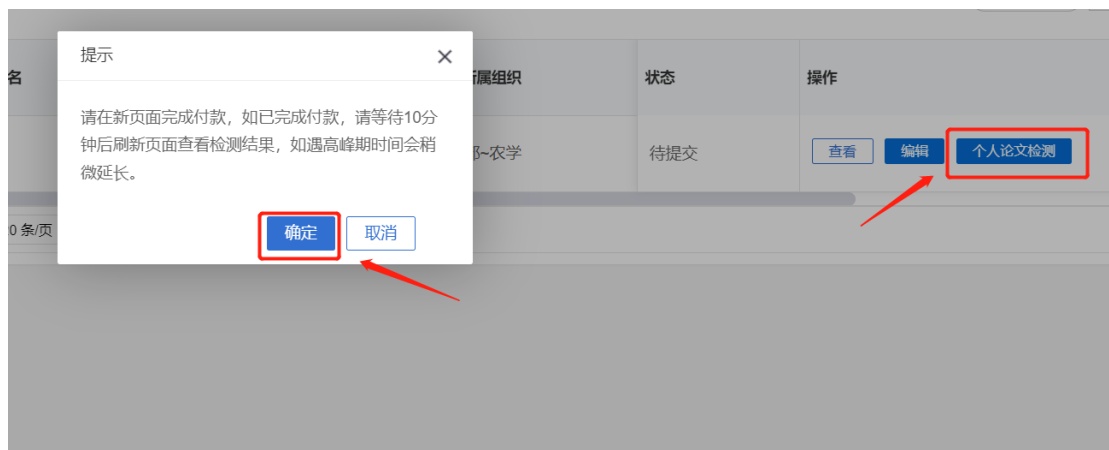 提示
名
所属组织
状态
操作
请在新页面完成付款，如已完成付款，请等待10分
钟后刷新页面查看检测结果，如遇高峰期时间会稍
微延长。
~农学
待提交
查看
编辑
个人论文检测
0 条/页
确定
取消